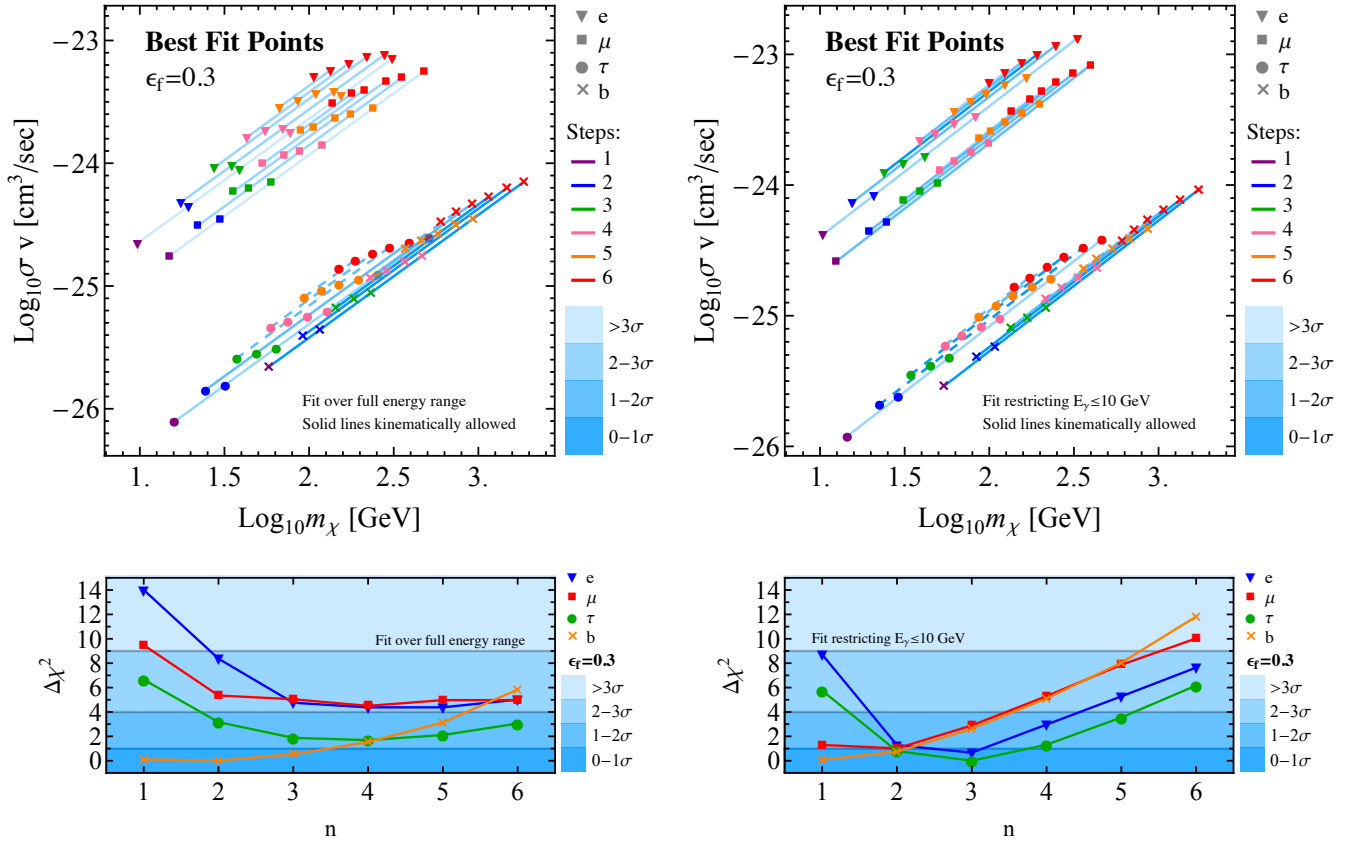 Best Fit Points
ϵf=0.3
e
μ
τ
b
Steps:
1
2
3
4
5
6
>3σ
2−3σ
1−2σ
0−1σ
Fit over full energy range
Solid lines kinematically allowed
−23
−24
−25
−26
Log10σ v [cm3/sec]
1. 1.5 2. 2.5 3.
Log10mχ [GeV]
Best Fit Points
ϵf=0.3
e
μ
τ
b
Steps:
1
2
3
4
5
6
>3σ
2−3σ
1−2σ
0−1σ
Fit restricting Eγ≤10 GeV
Solid lines kinematically allowed
−23
−24
−25
−26
Log10σ v [cm3/sec]
1. 1.5 2. 2.5 3.
Log10mχ [GeV]
14
12
10
8
6
4
2
0
Δχ2
Fit over full energy range
e
μ
τ
b
ϵf=0.3
>3σ
2−3σ
1−2σ
0−1σ
1 2 3 4 5 6
n
14
12
10
8
6
4
2
0
Δχ2
Fit restricting Eγ≤10 GeV
e
μ
τ
b
ϵf=0.3
>3σ
2−3σ
1−2σ
0−1σ
1 2 3 4 5 6
n